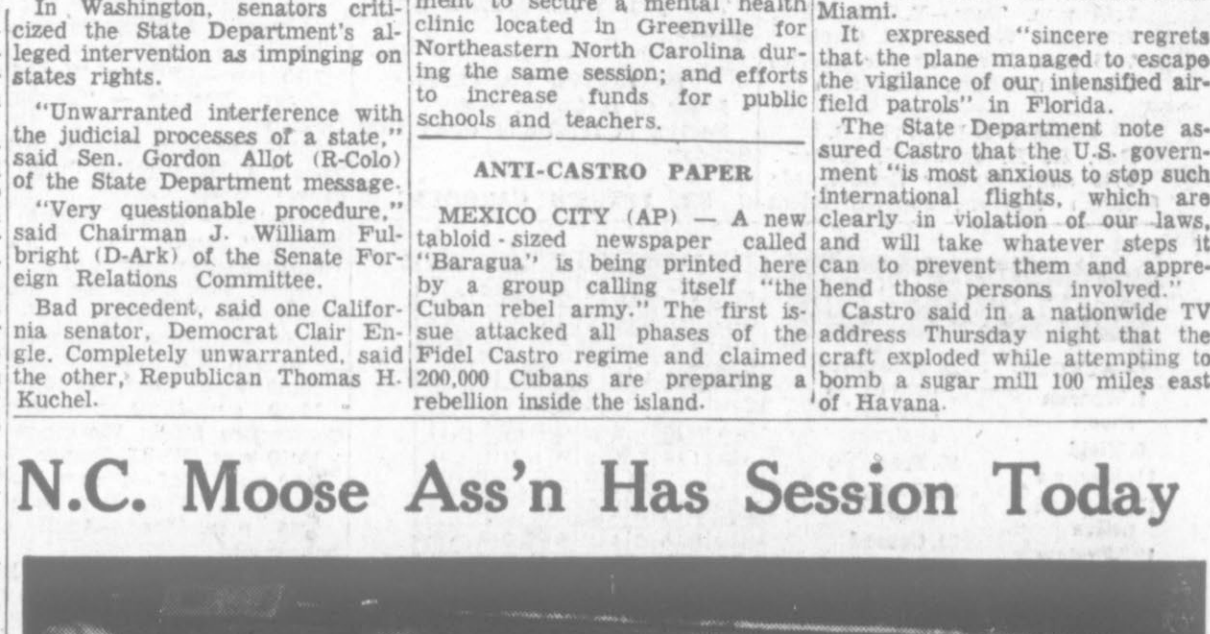 In Washington, senators criti-
cized the State Department's al-
leged intervention as impinging on
states rights.
"Unwarranted interference with
the judicial processes of a state,"
said Sen. Gordon Allot (R-Colo)
of the State Department message.
"Very questionable procedure,"
said Chairman J. William Ful-
bright (D-Ark) of the Senate For-
eign Relations Committee.
Bad precedent, said one Califor-
nia senator, Democrat Clair En-
gle. Completely unwarranted, said
the other, Republican Thomas H.
Kuchel.
ment to secure a mental health
clinic located in Greenville for
Northeastern North Carolina dur-
ing the same session; and efforts
to increase funds for public
schools and teachers.
ANTI-CASTRO PAPER
MEXICO CITY (AP) — A new
tabloid-sized newspaper called
"Baragua" is being printed here
by a group calling itself "the
Cuban rebel army." The first is-
sue attacked all phases of the
Fidel Castro regime and claimed
200,000 Cubans are preparing a
rebellion inside the island.
Miami.
It expressed "sincere regrets
that the plane managed to escape
the vigilance of our intensified air-
field patrols" in Florida.
The State Department note as-
sured Castro that the U.S. govern-
ment "is most anxious to stop such
international flights, which are
clearly in violation of our laws,
and will take whatever steps it
can to prevent them and appre-
hend those persons involved."
Castro said in a nationwide TV
address Thursday night that the
craft exploded while attempting to
bomb a sugar mill 100 miles east
of Havana.
N.C. Moose Ass'n Has Session Today